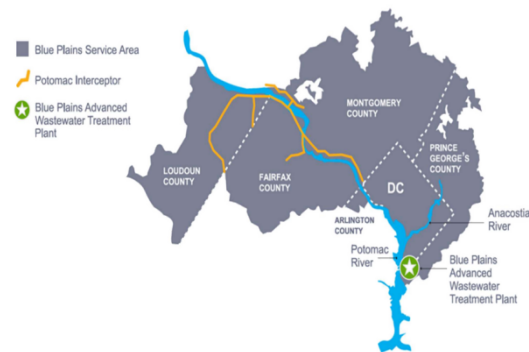 Blue Plains Service Area
Potomac Interceptor
Blue Plains Advanced
Wastewater Treatment
Plant
MONTGOMERY
COUNTY
PRINCE
GEORGE'S
COUNTY
LOUDOUN
COUNTY
FAIRFAX
COUNTY
DC
ARLINGTON
COUNTY
Anacostia
River
Potomac
River
Blue Plains
Advanced
Wastewater
Treatment Plant